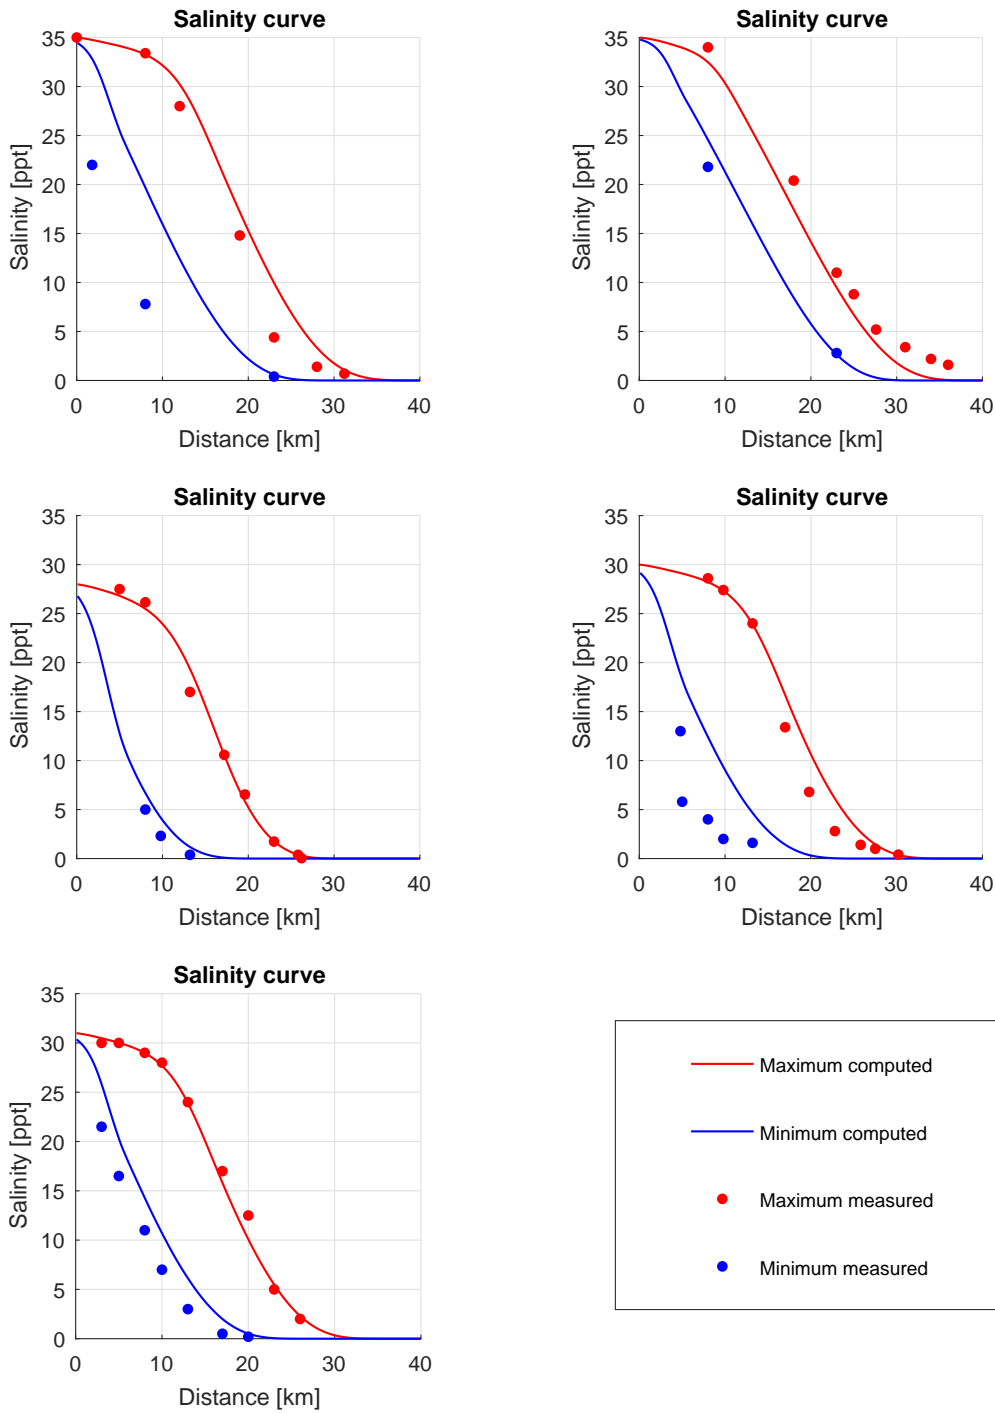 Salinity curve
35
30
25
20
15
10
5
0
Salinity [ppt]
0 10 20 30 40
Distance [km]
Salinity curve
35
30
25
20
15
10
5
0
Salinity [ppt]
0 10 20 30 40
Distance [km]
Salinity curve
35
30
25
20
15
10
5
0
Salinity [ppt]
0 10 20 30 40
Distance [km]
Salinity curve
35
30
25
20
15
10
5
0
Salinity [ppt]
0 10 20 30 40
Distance [km]
Salinity curve
35
30
25
20
15
10
5
0
Salinity [ppt]
0 10 20 30 40
Distance [km]
Maximum computed
Minimum computed
Maximum measured
Minimum measured